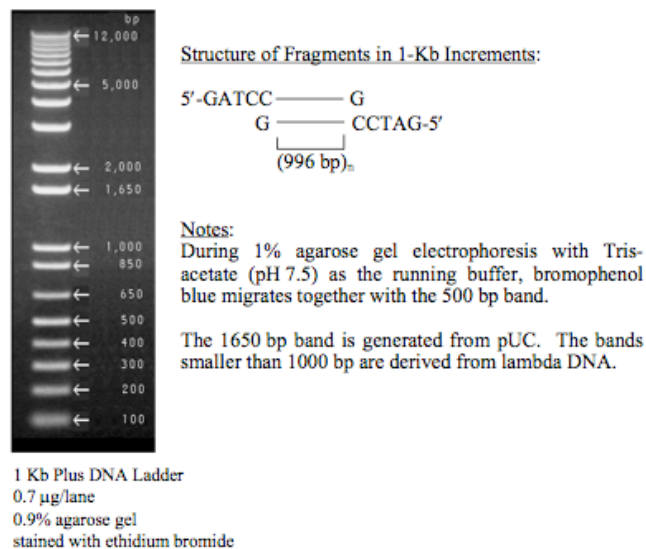 bp
12,000
5,000
2,000
1,650
1,000
850
650
500
400
300
200
100
Structure of Fragments in 1-Kb Increments:
5′-GATCC G
G CCTAG-5′
(996 bp)n
Notes:
During 1% agarose gel electrophoresis with Tris-
acetate (pH 7.5) as the running buffer, bromophenol
blue migrates together with the 500 bp band.
The 1650 bp band is generated from pUC. The bands
smaller than 1000 bp are derived from lambda DNA.
1 Kb Plus DNA Ladder
0.7 µg/lane
0.9% agarose gel
stained with ethidium bromide